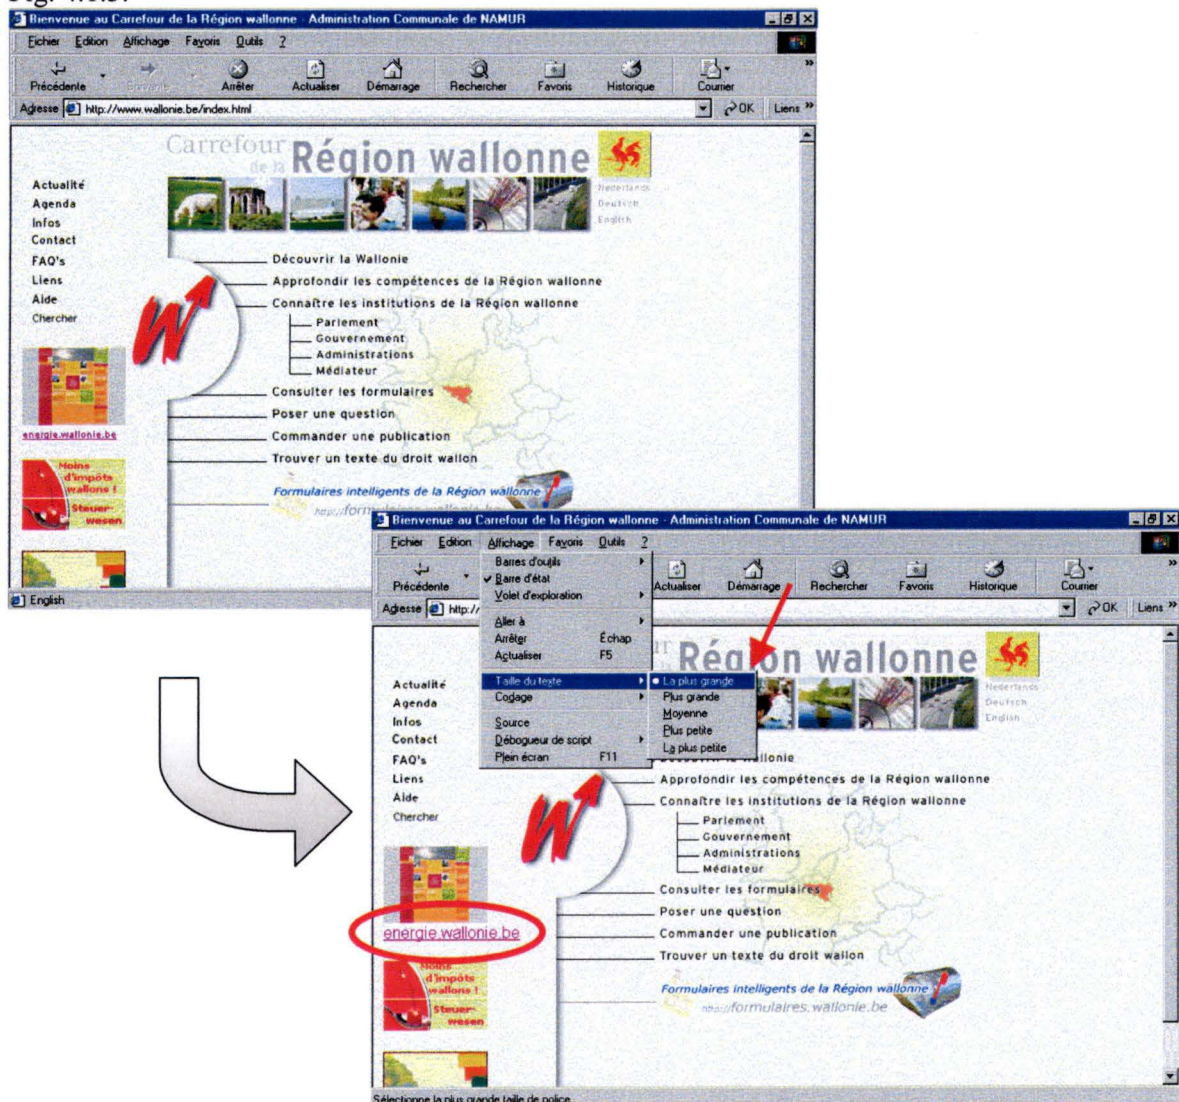 Bienvenue au Carrefour de la Région wallonne - Administration Communale de NAMUR
Fichier Edition Affichage Favoris Outils ?
Précédente Suivante Arrêter Actualiser Démarrage Rechercher Favoris Historique Courrier »
Adresse http://www.wallonie.be/index.html OK Liens »
Carrefour
de la Région wallonne
Nederlands
Deutsch
English
Actualité
Agenda
Infos
Contact
FAQ's
Liens
Aide
Chercher
Découvrir la Wallonie
Approfondir les compétences de la Région wallonne
Connaître les institutions de la Région wallonne
Parlement
Gouvernement
Administrations
Médiateur
Consulter les formulaires
Poser une question
Commander une publication
Trouver un texte du droit wallon
energie.wallonie.be
Moins
d'impôts
wallons !
Steuer-
wesen
Formulaires intelligents de la Région wallonne
English
Bienvenue au Carrefour de la Région wallonne - Administration Communale de NAMUR
Fichier Edition Affichage Favoris Outils ?
Précédente Actualiser Démarrage Rechercher Favoris Historique Courrier »
Adresse http:// OK Liens »
Barres d'outils
Barre d'état
Volet d'exploration
Aller à
Arrêter Échap
Actualiser F5
Taille du texte
Codage
Source
Débogueur de script
Plein écran F11
La plus grande
Plus grande
Moyenne
Plus petite
La plus petite
Région wallonne
Nederlands
Deutsch
English
Actualité
Agenda
Infos
Contact
FAQ's
Liens
Aide
Chercher
Approfondir les compétences de la Région wallonne
Connaître les institutions de la Région wallonne
Parlement
Gouvernement
Administrations
Médiateur
Consulter les formulaires
Poser une question
Commander une publication
Trouver un texte du droit wallon
energie.wallonie.be
Moins
d'impôts
wallons !
Steuer-
wesen
Formulaires intelligents de la Région wallonne
http://formulaires.wallonie.be
Sélectionne la plus grande taille de police